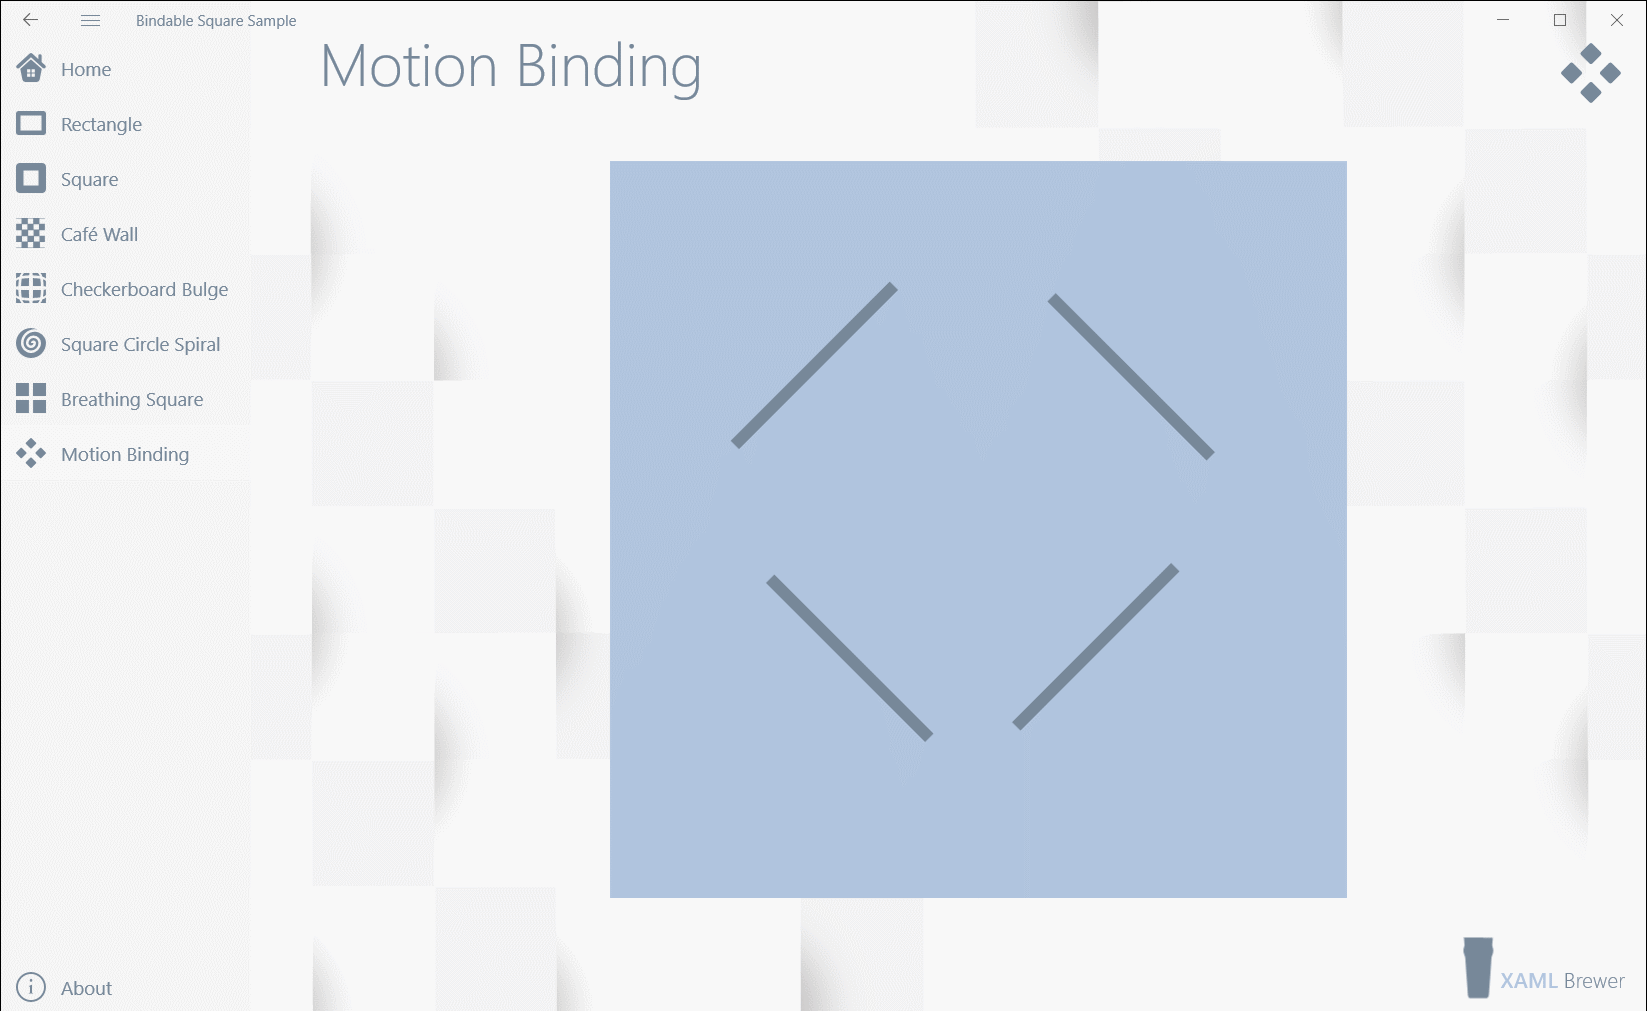 Bindable Square Sample
Motion Binding
Home
Rectangle
Square
Café Wall
Checkerboard Bulge
Square Circle Spiral
Breathing Square
Motion Binding
About
XAML Brewer